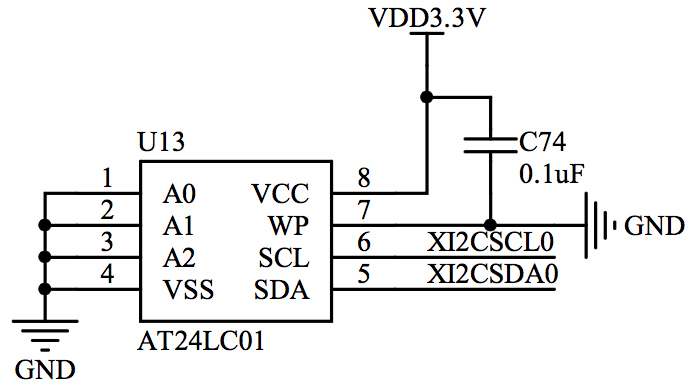 VDD3.3V
U13
C74
0.1uF
1 A0 VCC 8
2 A1 WP 7 GND
3 A2 SCL 6 XI2CSCL0
4 VSS SDA 5 XI2CSDA0
AT24LC01
GND